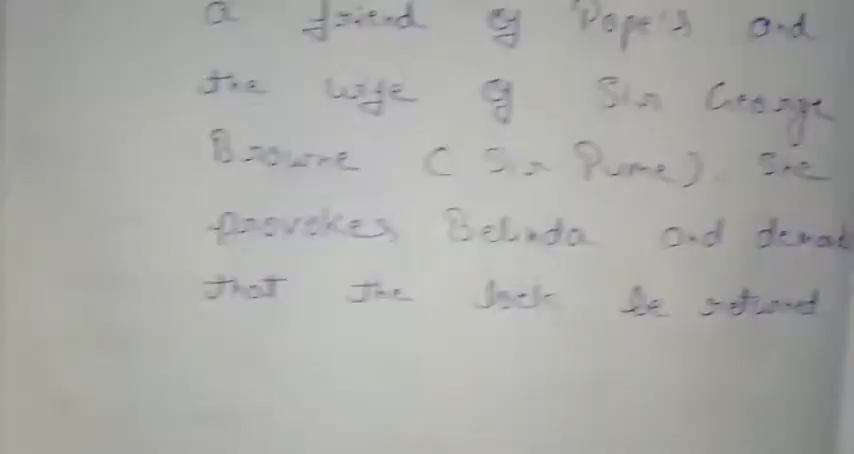 a friend of Pope's and
the wife of Sir George
Browne (Sir Plume). She
provokes Belinda and
that the lock be returned